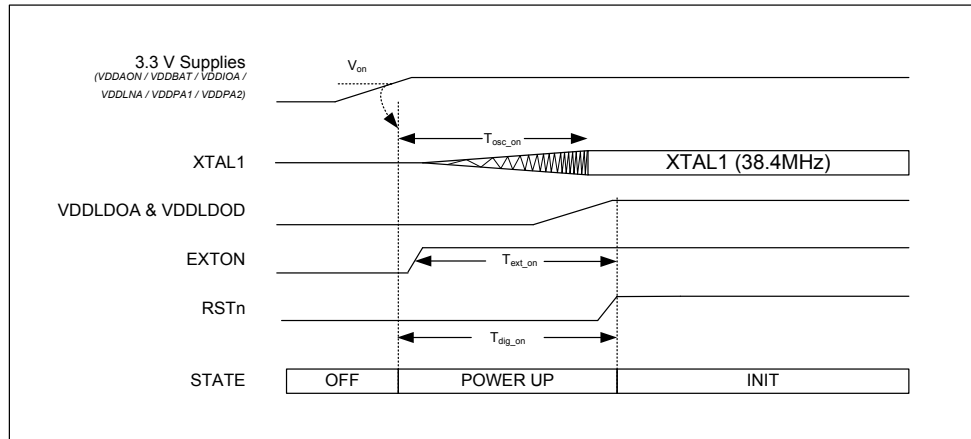 3.3 V Supplies
(VDDAON / VDDBAT / VDDIOA /
VDDLNA / VDDPA1 / VDDPA2)
Von
Tosc_on
XTAL1
XTAL1 (38.4MHz)
VDDLDOA & VDDLDOD
EXTON
Text_on
RSTn
Tdig_on
STATE
OFF
POWER UP
INIT